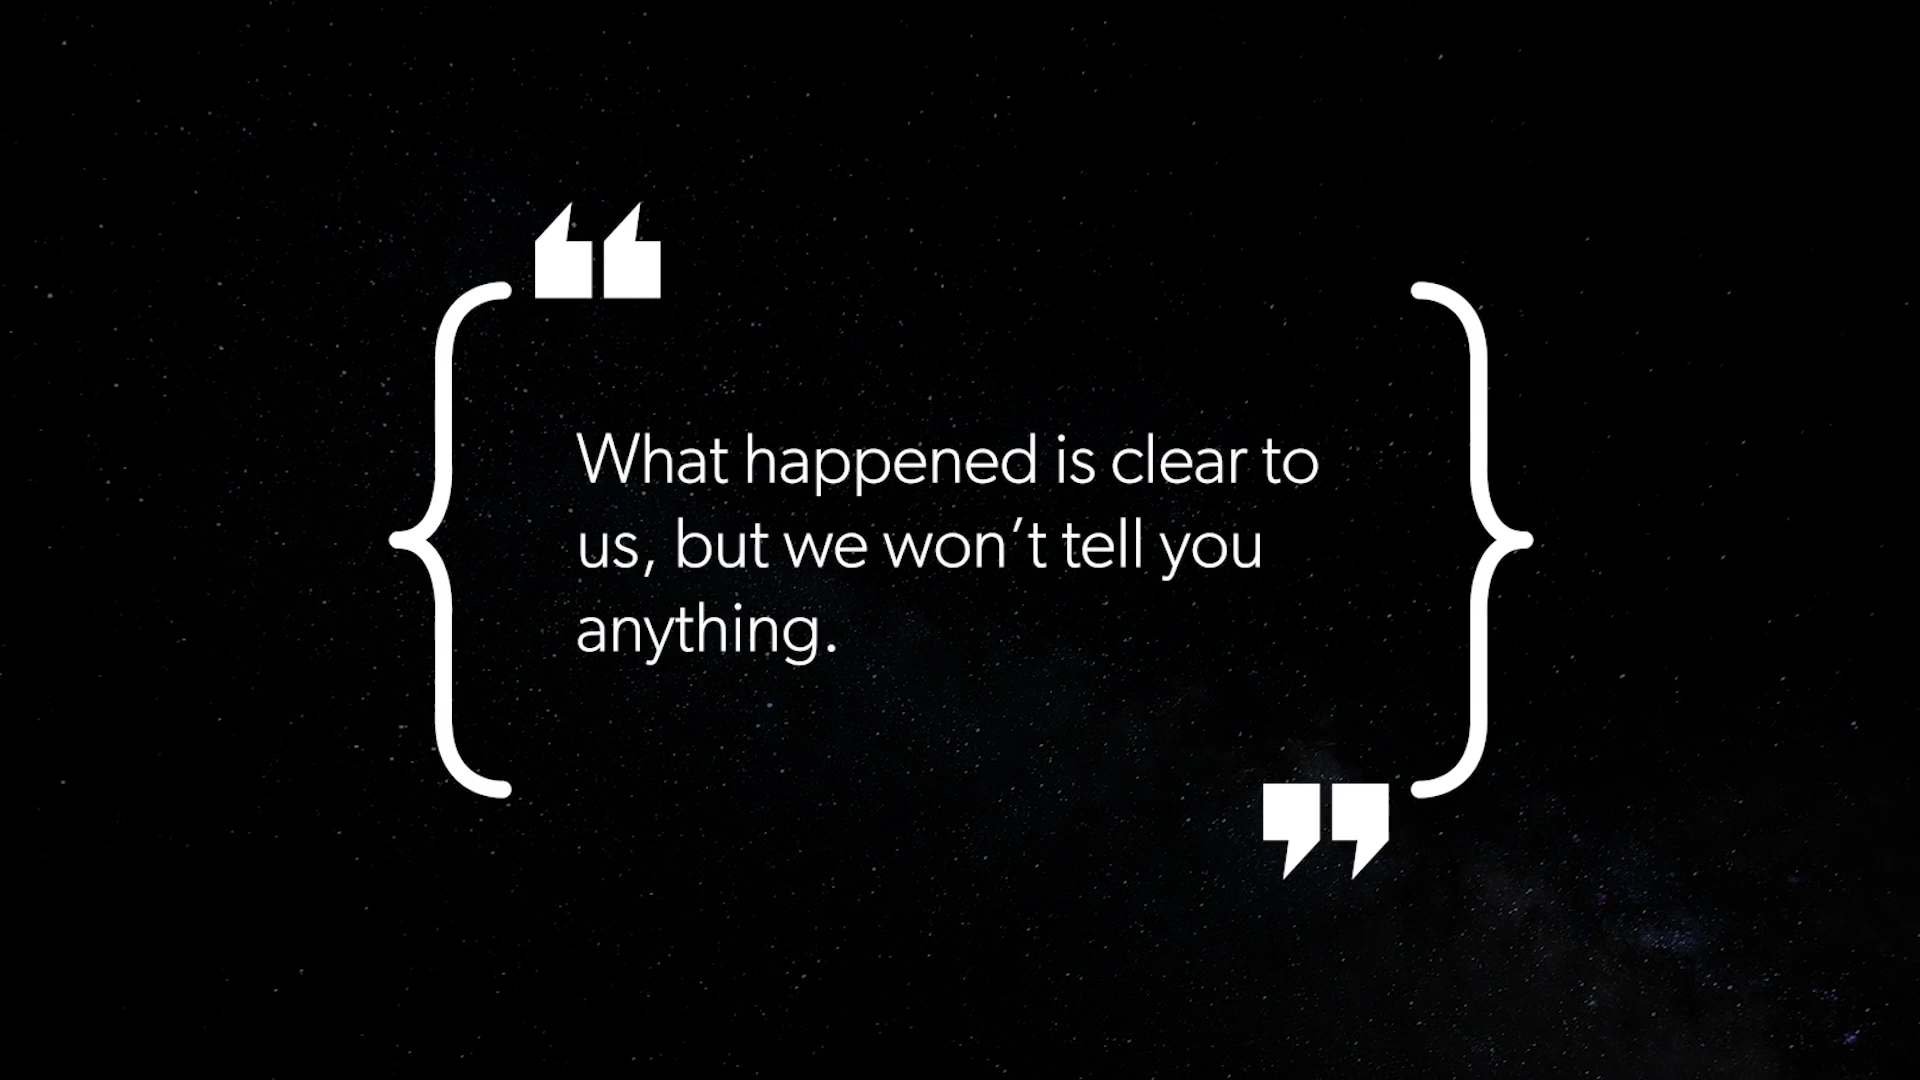 “
What happened is clear to
us, but we won’t tell you
anything.
”